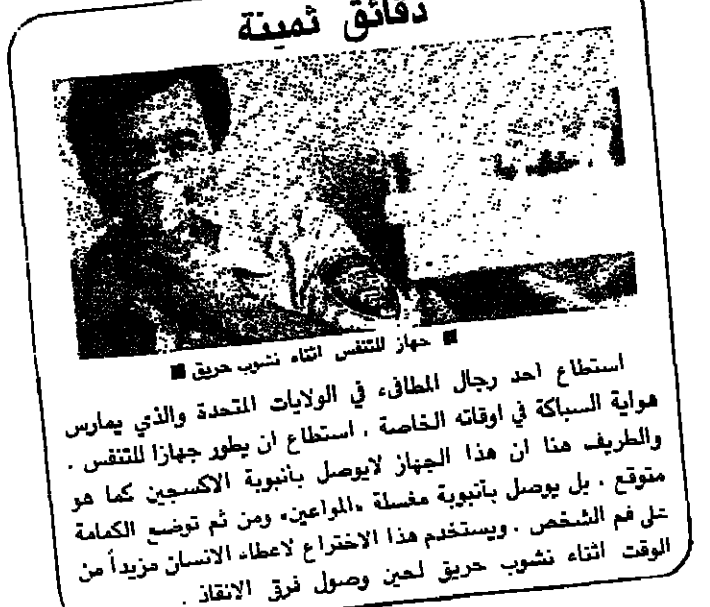 دقائق ثمينة
■ جهاز للتنفس اثناء نشوب حريق ■
استطاع احد رجال المطافىء في الولايات المتحدة والذي يمارس
هواية السباكة في اوقاته الخاصة . استطاع ان يطور جهازا للتنفس .
والطريف هنا ان هذا الجهاز لايوصل بأنبوبة الاكسجين كما هو
متوقع . بل يوصل بأنبوبة مغسلة «المواعين» ومن ثم توضع الكمامة
على فم الشخص . ويستخدم هذا الاختراع لاعطاء الانسان مزيداً من
الوقت اثناء نشوب حريق لحين وصول فرق الانقاذ .